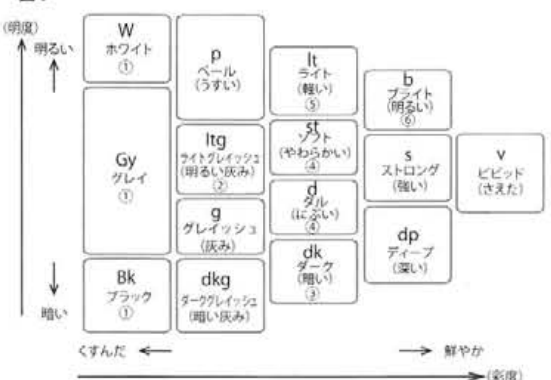 (明度)
明るい
暗い
W
ホワイト
①
Gy
グレイ
①
Bk
ブラック
①
p
ペール
(うすい)
ltg
ライトグレイッシュ
(明るい灰み)
②
g
グレイッシュ
(灰み)
dkg
ダークグレイッシュ
(暗い灰み)
lt
ライト
(軽い)
⑤
st
ソフト
(やわらかい)
④
d
ダル
(にぶい)
④
dk
ダーク
(暗い)
③
b
ブライト
(明るい)
⑥
s
ストロング
(強い)
dp
ディープ
(深い)
v
ビビッド
(さえた)
くすんだ
鮮やか
(彩度)